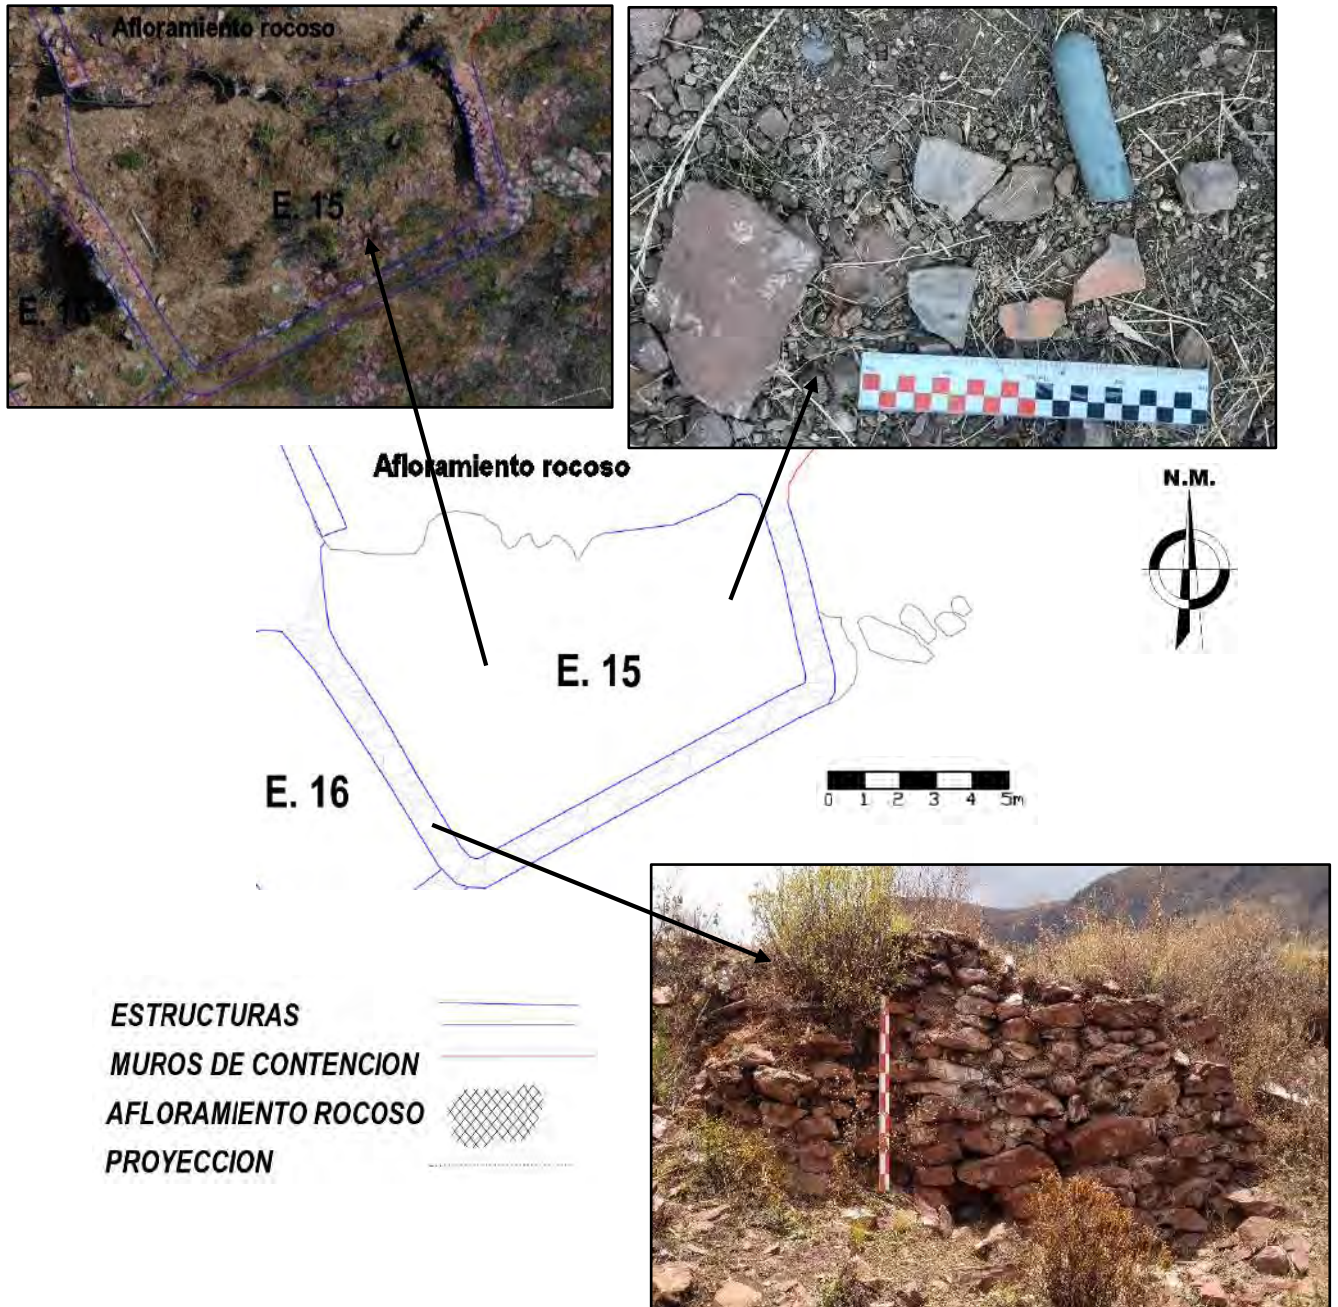 Afloramiento rocoso
E. 15
E. 16
Afloramiento rocoso
N.M.
E. 15
E. 16
0 1 2 3 4 5m
ESTRUCTURAS
MUROS DE CONTENCION
AFLORAMIENTO ROCOSO
PROYECCION